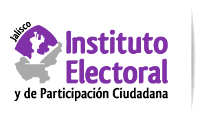 Jalisco
Instituto
Electoral
y de Participación Ciudadana